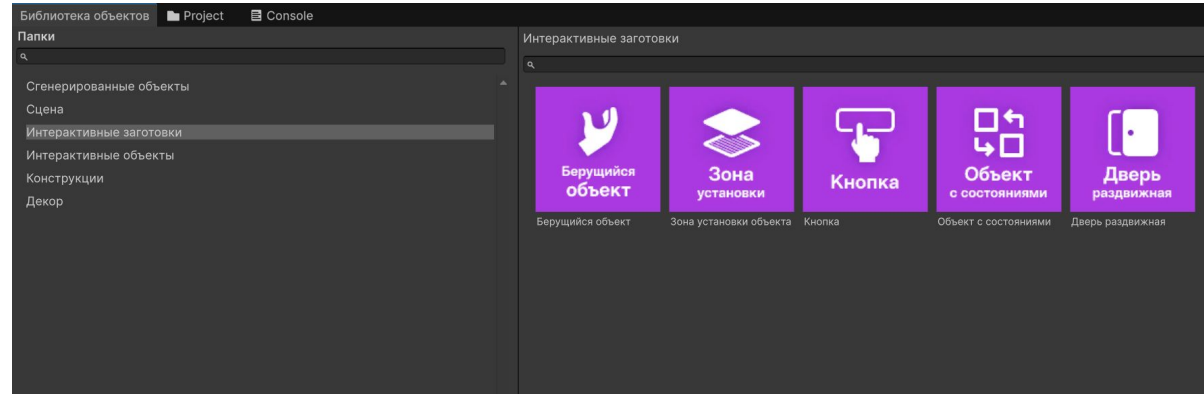 Библиотека объектов Project Console
Папки
Сгенерированные объекты
Сцена
Интерактивные заготовки
Интерактивные объекты
Конструкции
Декор
Интерактивные заготовки
Берущийся
объект
Берущийся объект
Зона
установки
Зона установки объекта
Кнопка
Кнопка
Объект
с состояниями
Объект с состояниями
Дверь
раздвижная
Дверь раздвижная